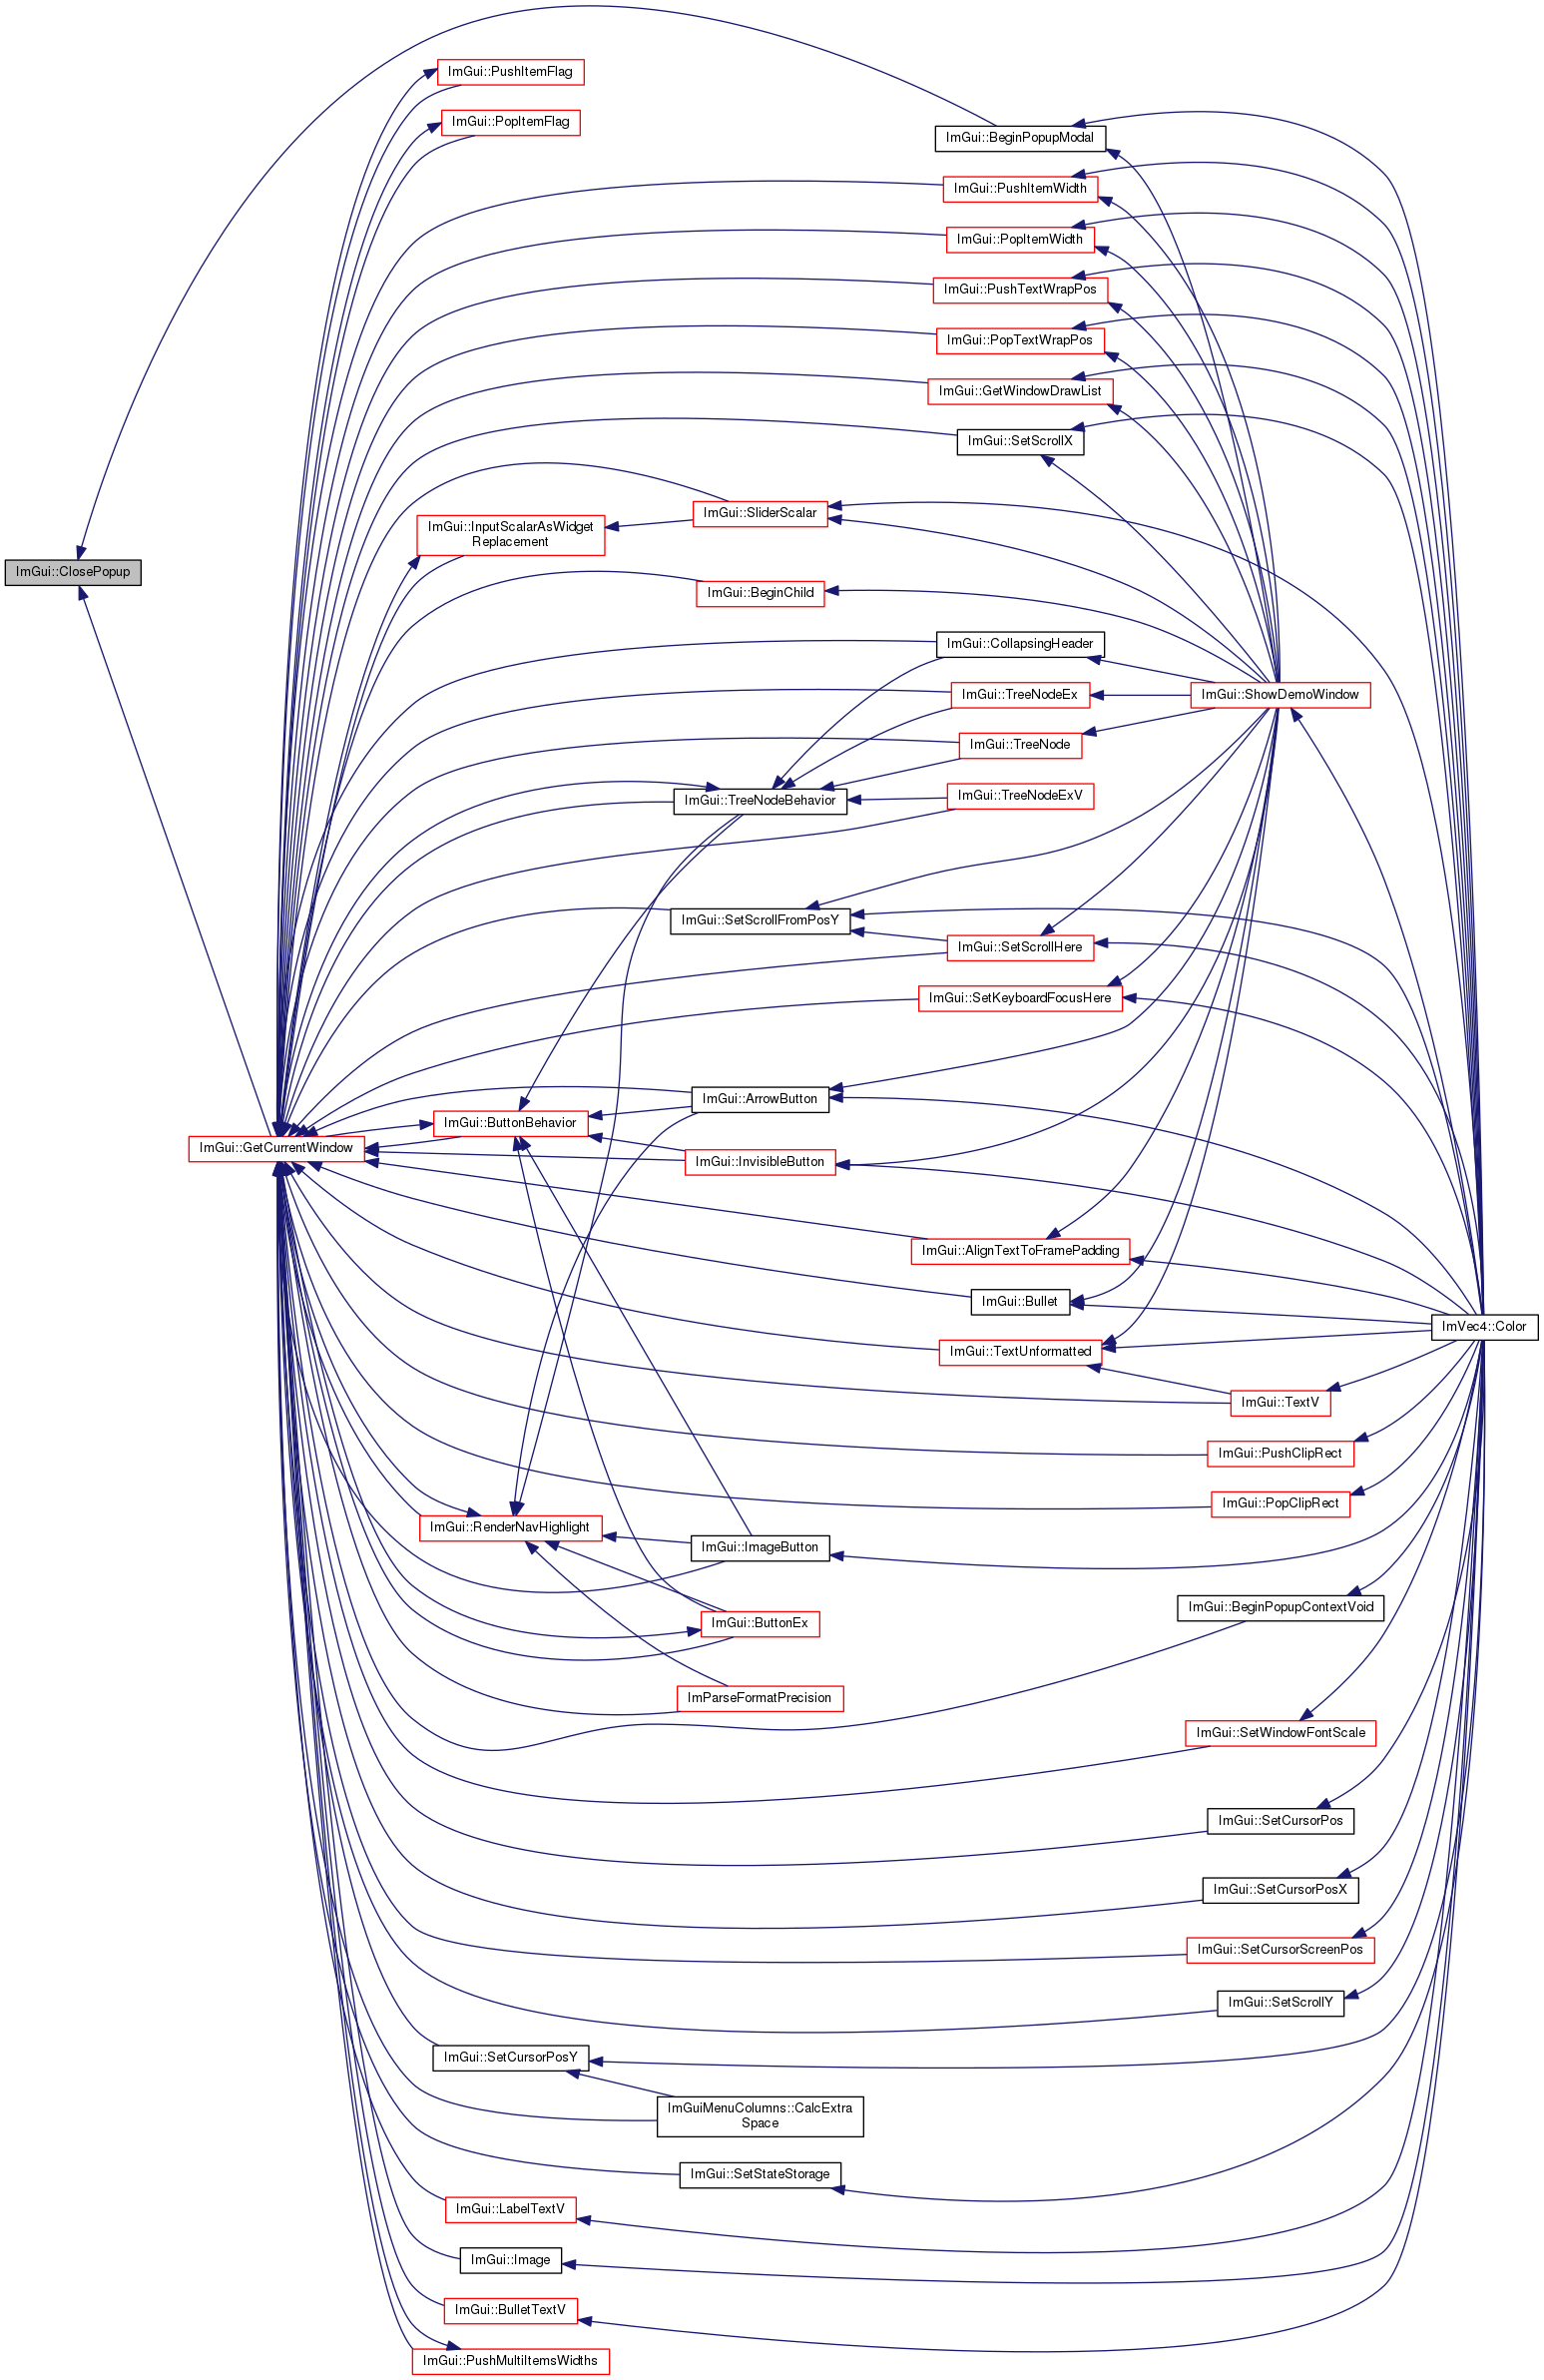 ImGui::PushItemFlag
ImGui::PopItemFlag
ImGui::BeginPopupModal
ImGui::PushItemWidth
ImGui::PopItemWidth
ImGui::PushTextWrapPos
ImGui::PopTextWrapPos
ImGui::GetWindowDrawList
ImGui::SetScrollX
ImGui::SliderScalar
ImGui::InputScalarAsWidget
Replacement
ImGui::ClosePopup
ImGui::BeginChild
ImGui::CollapsingHeader
ImGui::TreeNodeEx
ImGui::ShowDemoWindow
ImGui::TreeNode
ImGui::TreeNodeBehavior
ImGui::TreeNodeExV
ImGui::SetScrollFromPosY
ImGui::SetScrollHere
ImGui::SetKeyboardFocusHere
ImGui::ArrowButton
ImGui::ButtonBehavior
ImGui::GetCurrentWindow
ImGui::InvisibleButton
ImGui::AlignTextToFramePadding
ImGui::Bullet
ImVec4::Color
ImGui::TextUnformatted
ImGui::TextV
ImGui::PushClipRect
ImGui::PopClipRect
ImGui::RenderNavHighlight
ImGui::ImageButton
ImGui::BeginPopupContextVoid
ImGui::ButtonEx
ImParseFormatPrecision
ImGui::SetWindowFontScale
ImGui::SetCursorPos
ImGui::SetCursorPosX
ImGui::SetCursorScreenPos
ImGui::SetScrollY
ImGui::SetCursorPosY
ImGuiMenuColumns::CalcExtra
Space
ImGui::SetStateStorage
ImGui::LabelTextV
ImGui::Image
ImGui::BulletTextV
ImGui::PushMultiItemsWidths